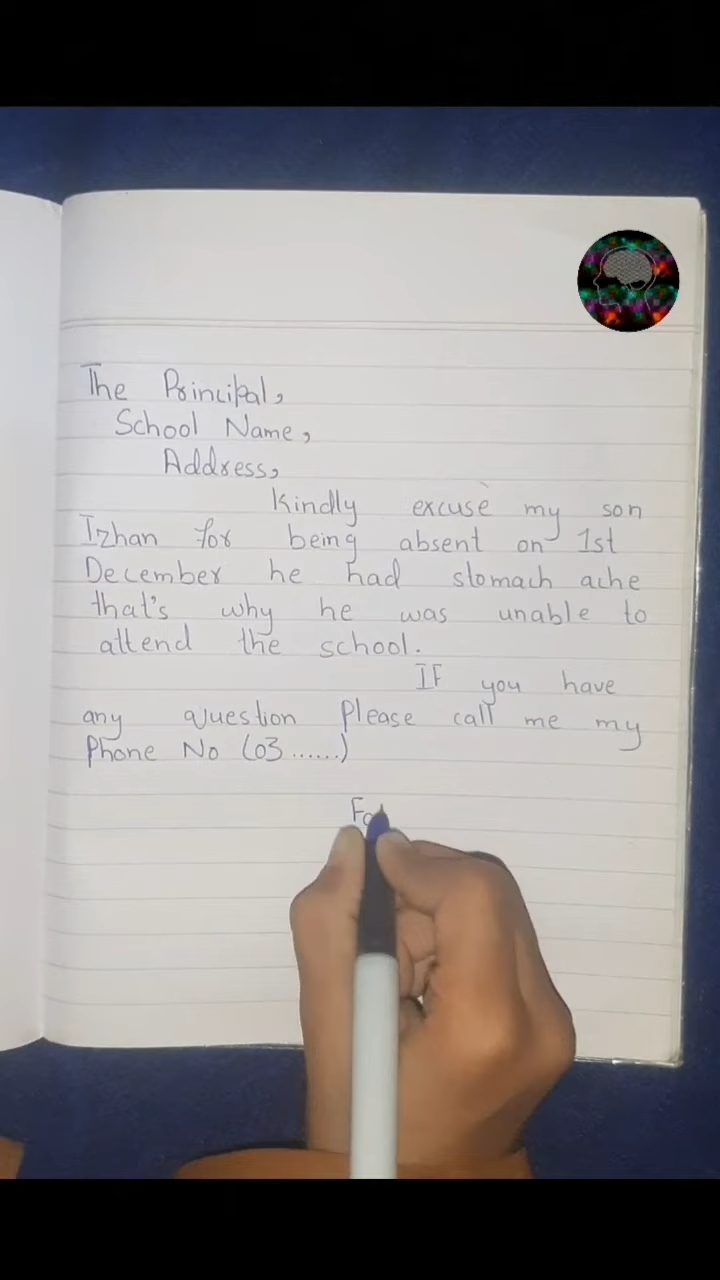 The Principal,
School Name,
Address,
Kindly excuse my son
Izhan for being absent on 1st
December he had stomach ache
that's why he was unable to
attend the school.
IF you have
any question Please call me my
Phone No (03......)